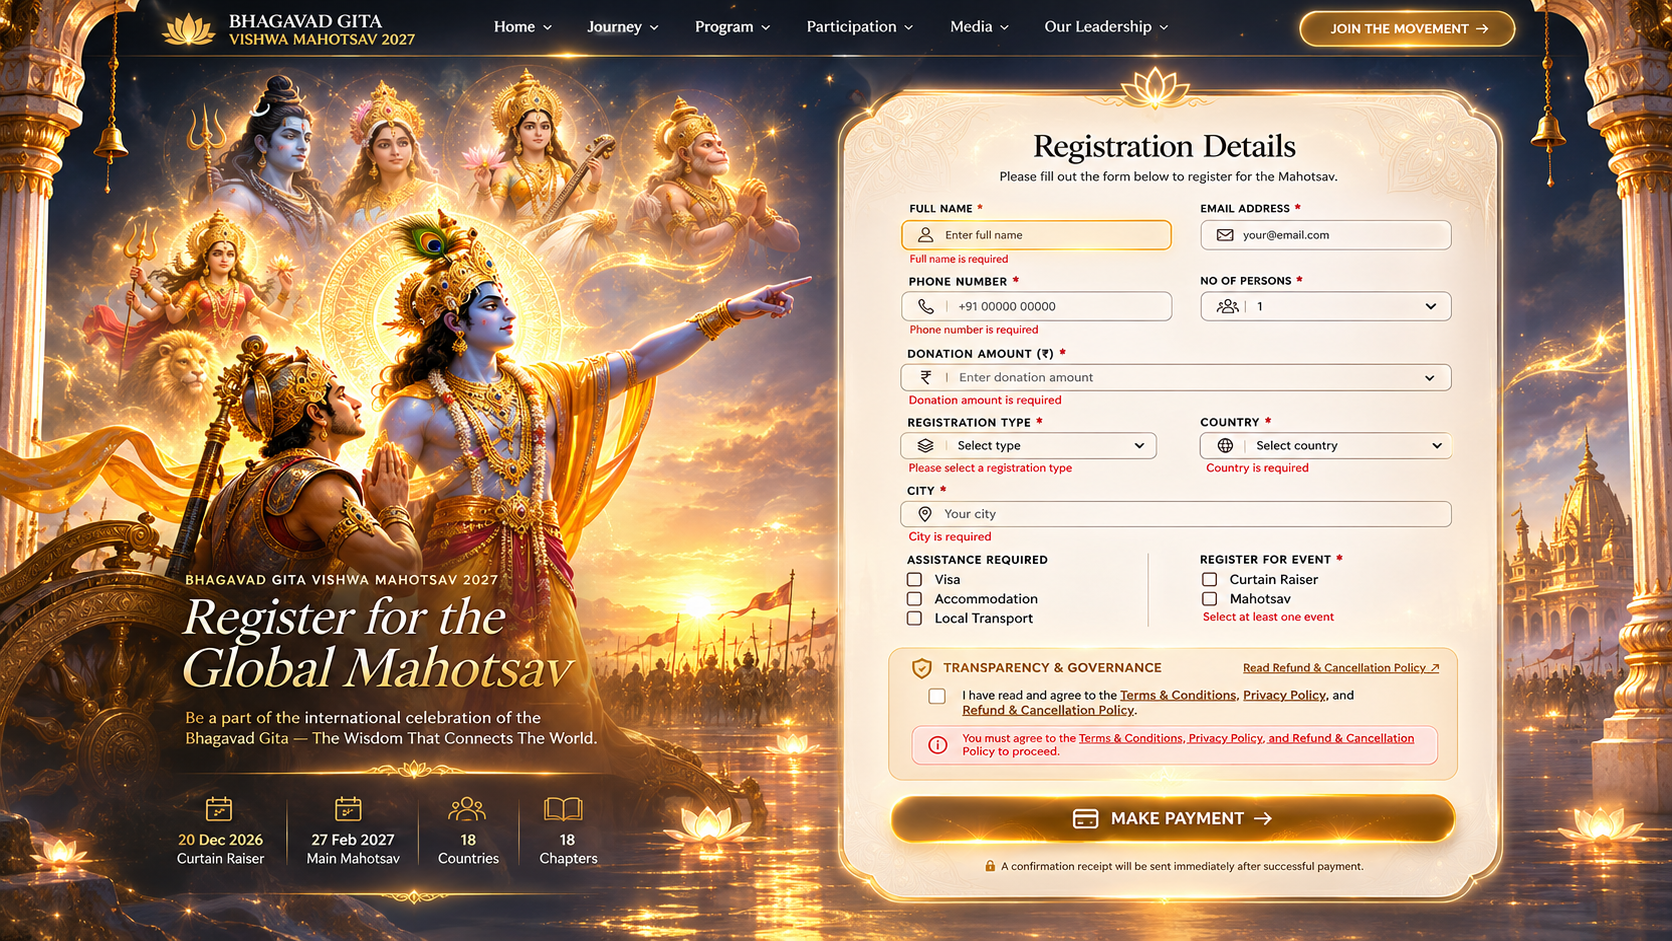 BHAGAVAD GITA
VISHWA MAHOTSAV 2027
Home
Journey
Program
Participation
Media
Our Leadership
JOIN THE MOVEMENT →
BHAGAVAD GITA VISHWA MAHOTSAV 2027
Register for the
Global Mahotsav
Be a part of the international celebration of the
Bhagavad Gita — The Wisdom That Connects The World.
20 Dec 2026
Curtain Raiser
27 Feb 2027
Main Mahotsav
18
Countries
18
Chapters
Registration Details
Please fill out the form below to register for the Mahotsav.
FULL NAME *
Enter full name
Full name is required
EMAIL ADDRESS *
your@email.com
PHONE NUMBER *
+91 00000 00000
Phone number is required
NO OF PERSONS *
1
DONATION AMOUNT (₹) *
₹ Enter donation amount
Donation amount is required
REGISTRATION TYPE *
Select type
Please select a registration type
COUNTRY *
Select country
Country is required
CITY *
Your city
City is required
ASSISTANCE REQUIRED
Visa
Accommodation
Local Transport
REGISTER FOR EVENT *
Curtain Raiser
Mahotsav
Select at least one event
TRANSPARENCY & GOVERNANCE
Read Refund & Cancellation Policy ↗
I have read and agree to the Terms & Conditions, Privacy Policy, and
Refund & Cancellation Policy.
You must agree to the Terms & Conditions, Privacy Policy, and Refund & Cancellation
Policy to proceed.
MAKE PAYMENT →
A confirmation receipt will be sent immediately after successful payment.